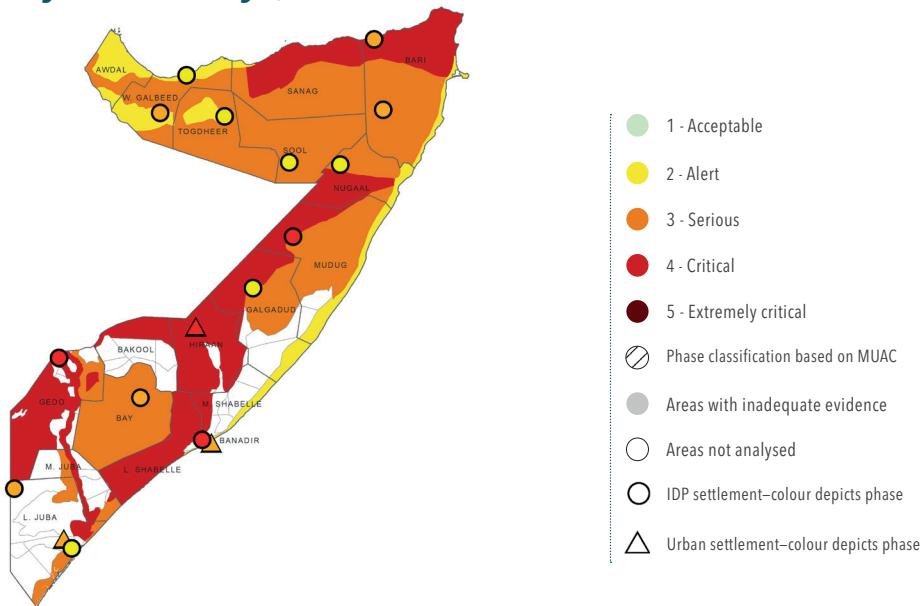 AWDAL
W. GALBEED
TOGDHEER
SANAG
BARI
SOOL
NUGAAL
MUDUG
GALGADUD
HIRAAN
BAKOOL
GEDO
BAY
M. SHABELLE
BANADIR
L. SHABELLE
M. JUBA
L. JUBA
1 - Acceptable
2 - Alert
3 - Serious
4 - Critical
5 - Extremely critical
Phase classification based on MUAC
Areas with inadequate evidence
Areas not analysed
IDP settlement–colour depicts phase
Urban settlement–colour depicts phase